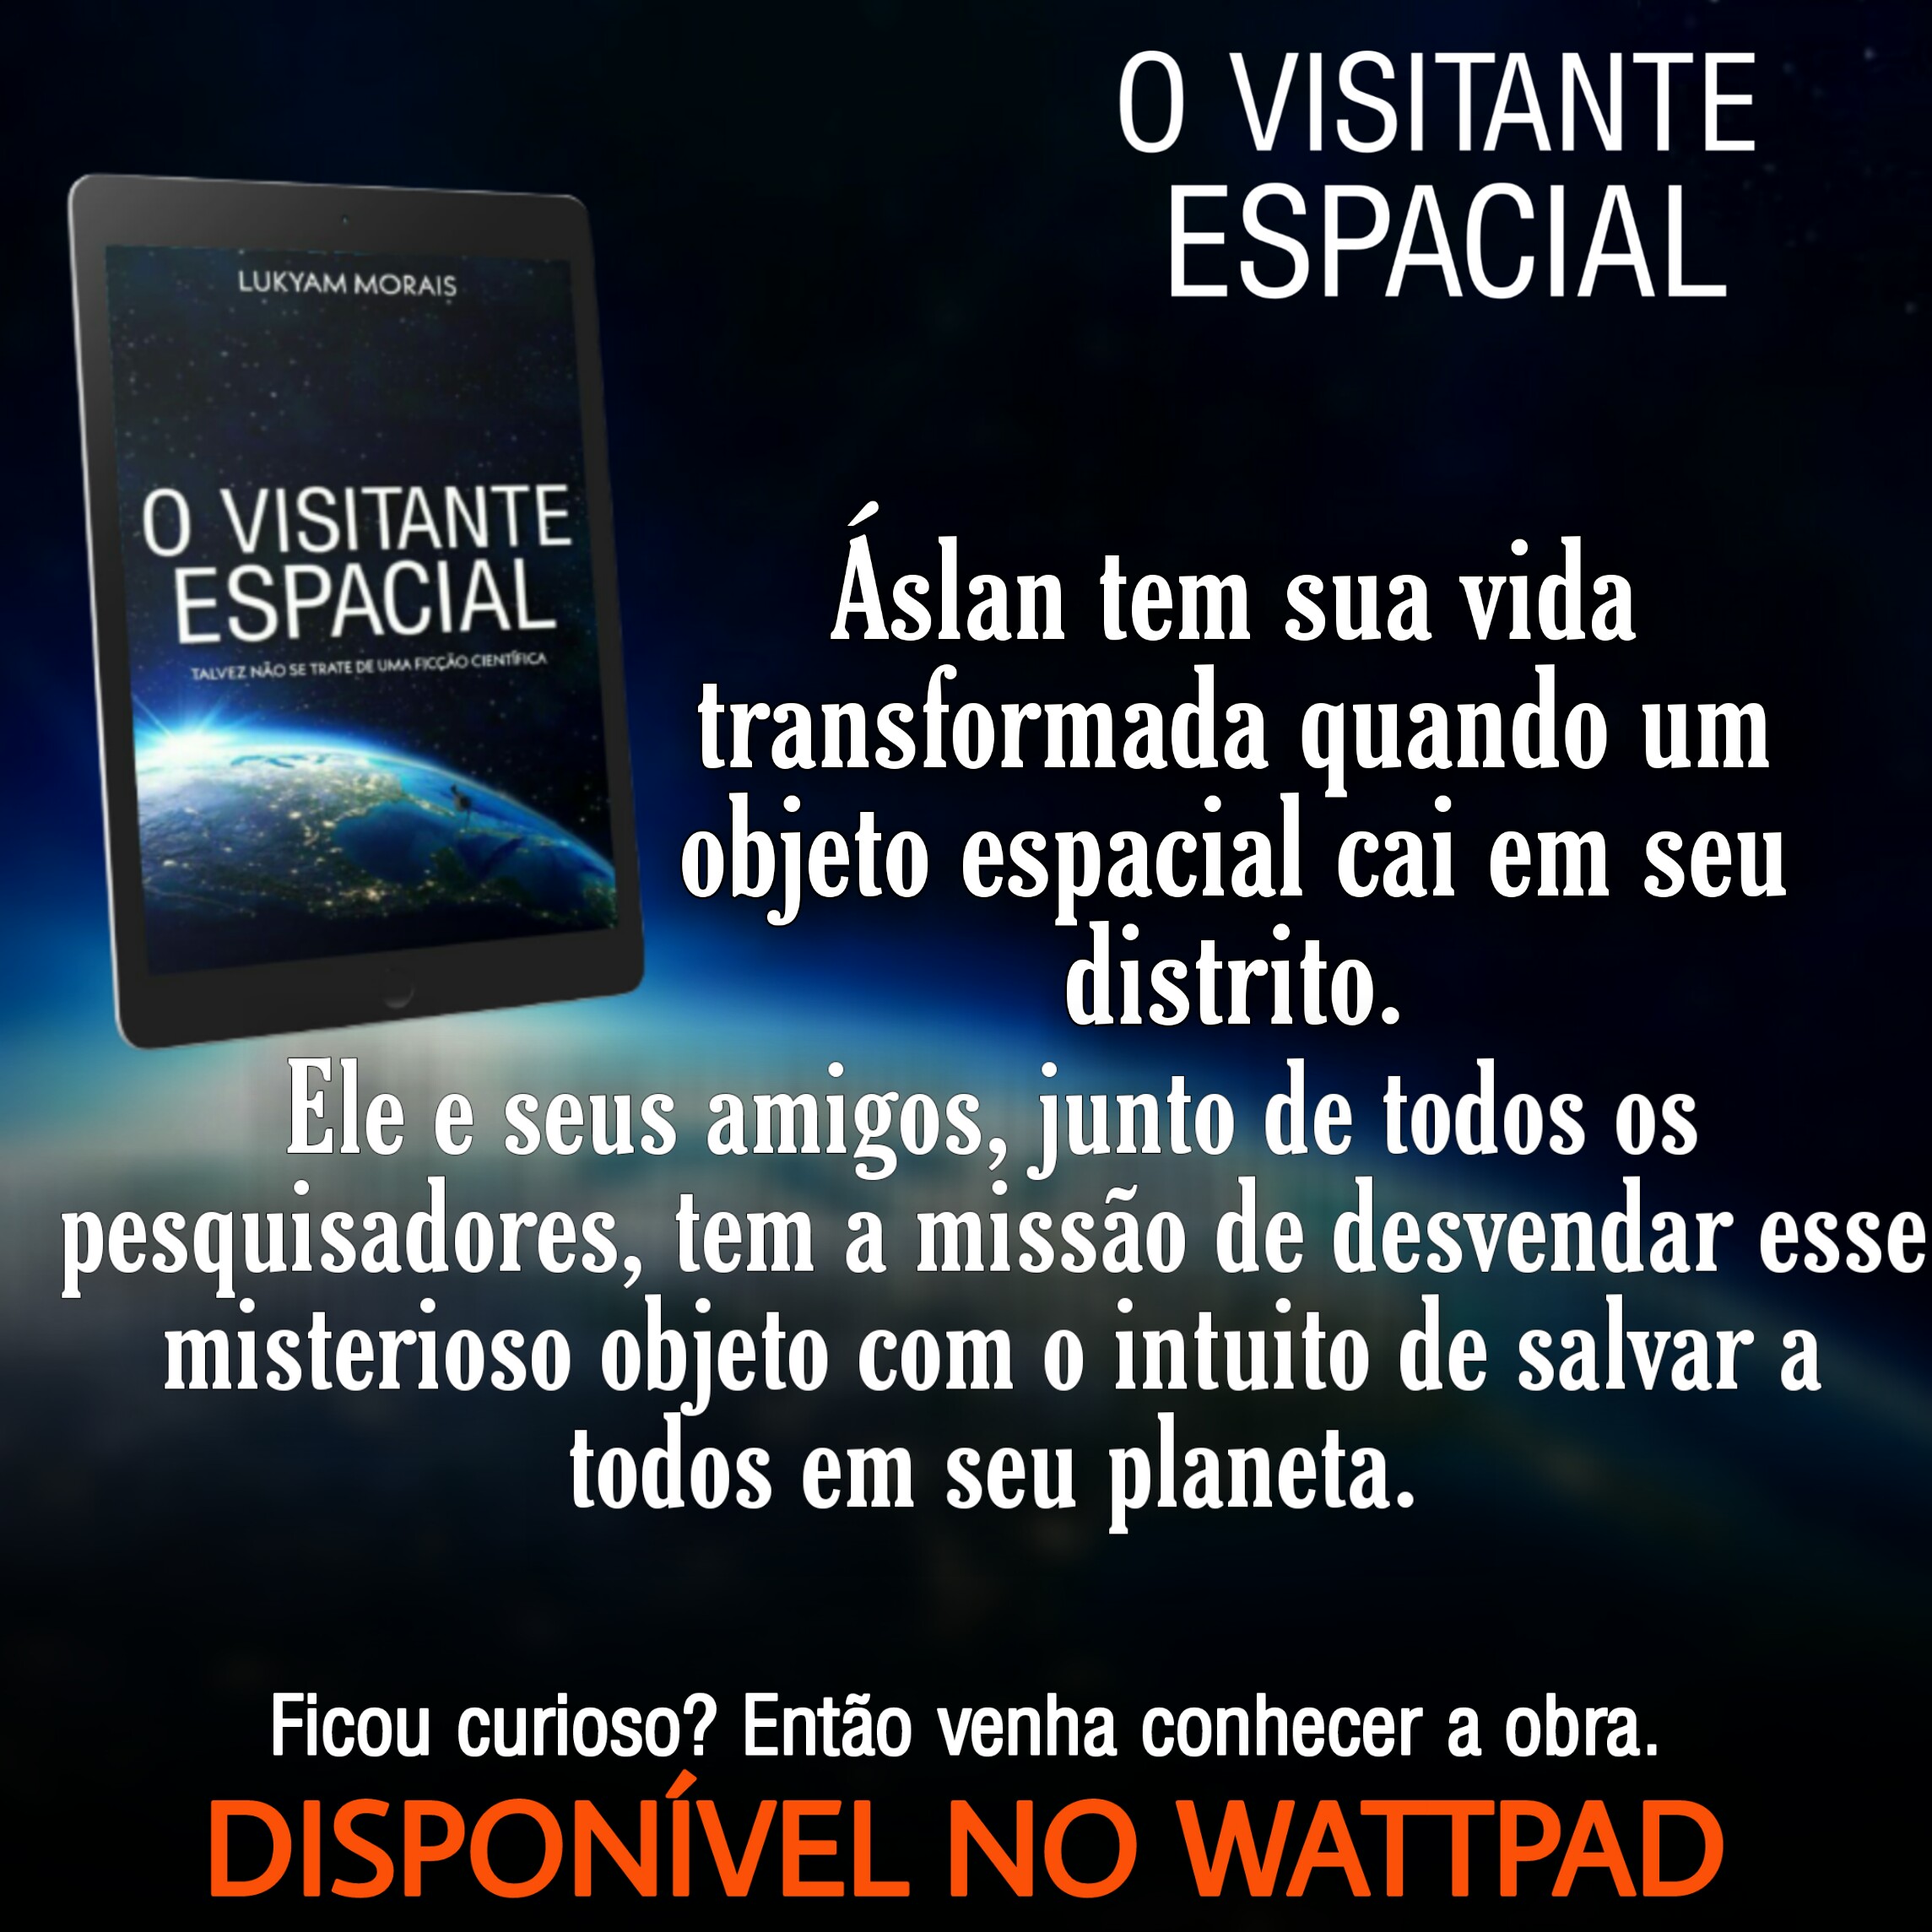 O VISITANTE
ESPACIAL
LUKYAM MORAIS
O VISITANTE
ESPACIAL
TALVEZ NÃO SE TRATE DE UMA FICÇÃO CIENTÍFICA
Áslan tem sua vida
transformada quando um
objeto espacial cai em seu
distrito.
Ele e seus amigos, junto de todos os
pesquisadores, tem a missão de desvendar esse
misterioso objeto com o intuito de salvar a
todos em seu planeta.
Ficou curioso? Então venha conhecer a obra.
DISPONÍVEL NO WATTPAD